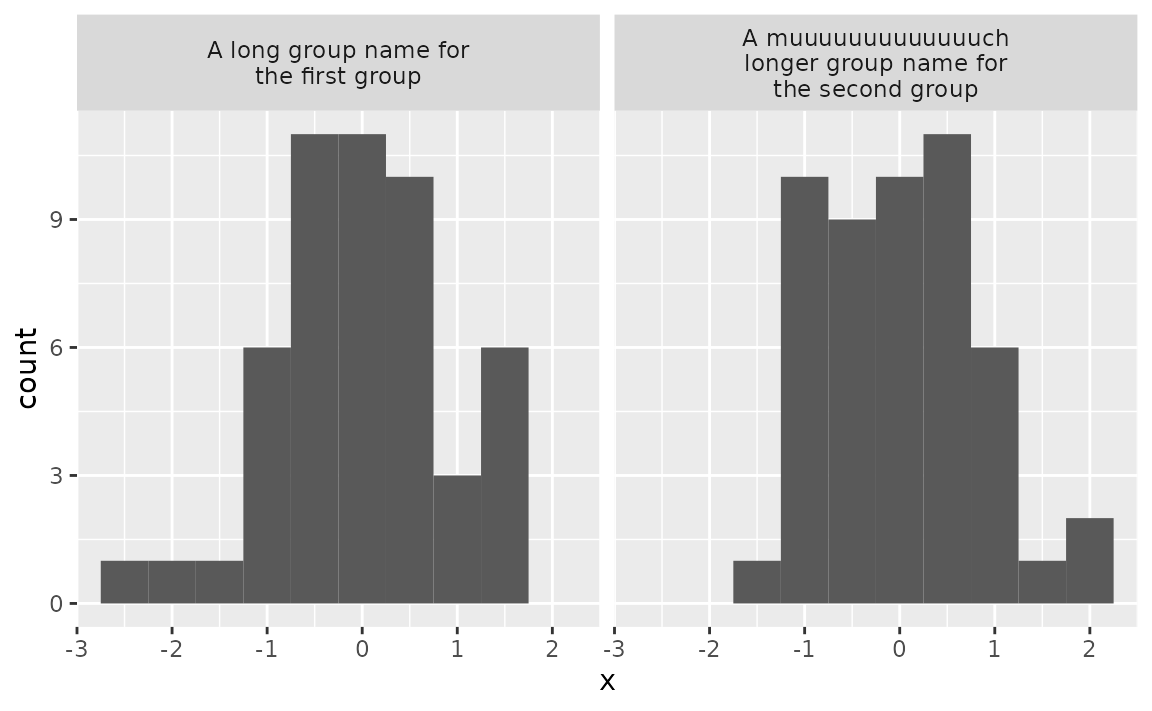 A long group name for
the first group
A muuuuuuuuuuuuuch
longer group name for
the second group
count
9
6
3
0
-3 -2 -1 0 1 2
-3 -2 -1 0 1 2
x